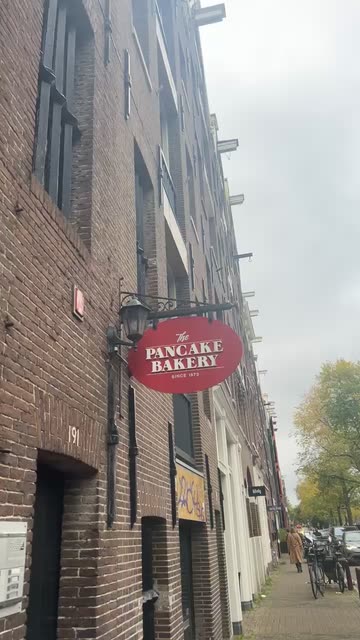 The
PANCAKE
BAKERY
SINCE 1973
191